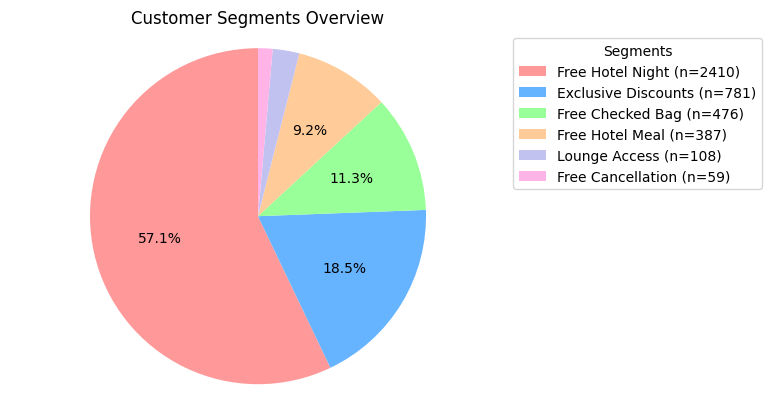 Customer Segments Overview
Segments
Free Hotel Night (n=2410)
Exclusive Discounts (n=781)
Free Checked Bag (n=476)
Free Hotel Meal (n=387)
Lounge Access (n=108)
Free Cancellation (n=59)
9.2%
11.3%
57.1%
18.5%